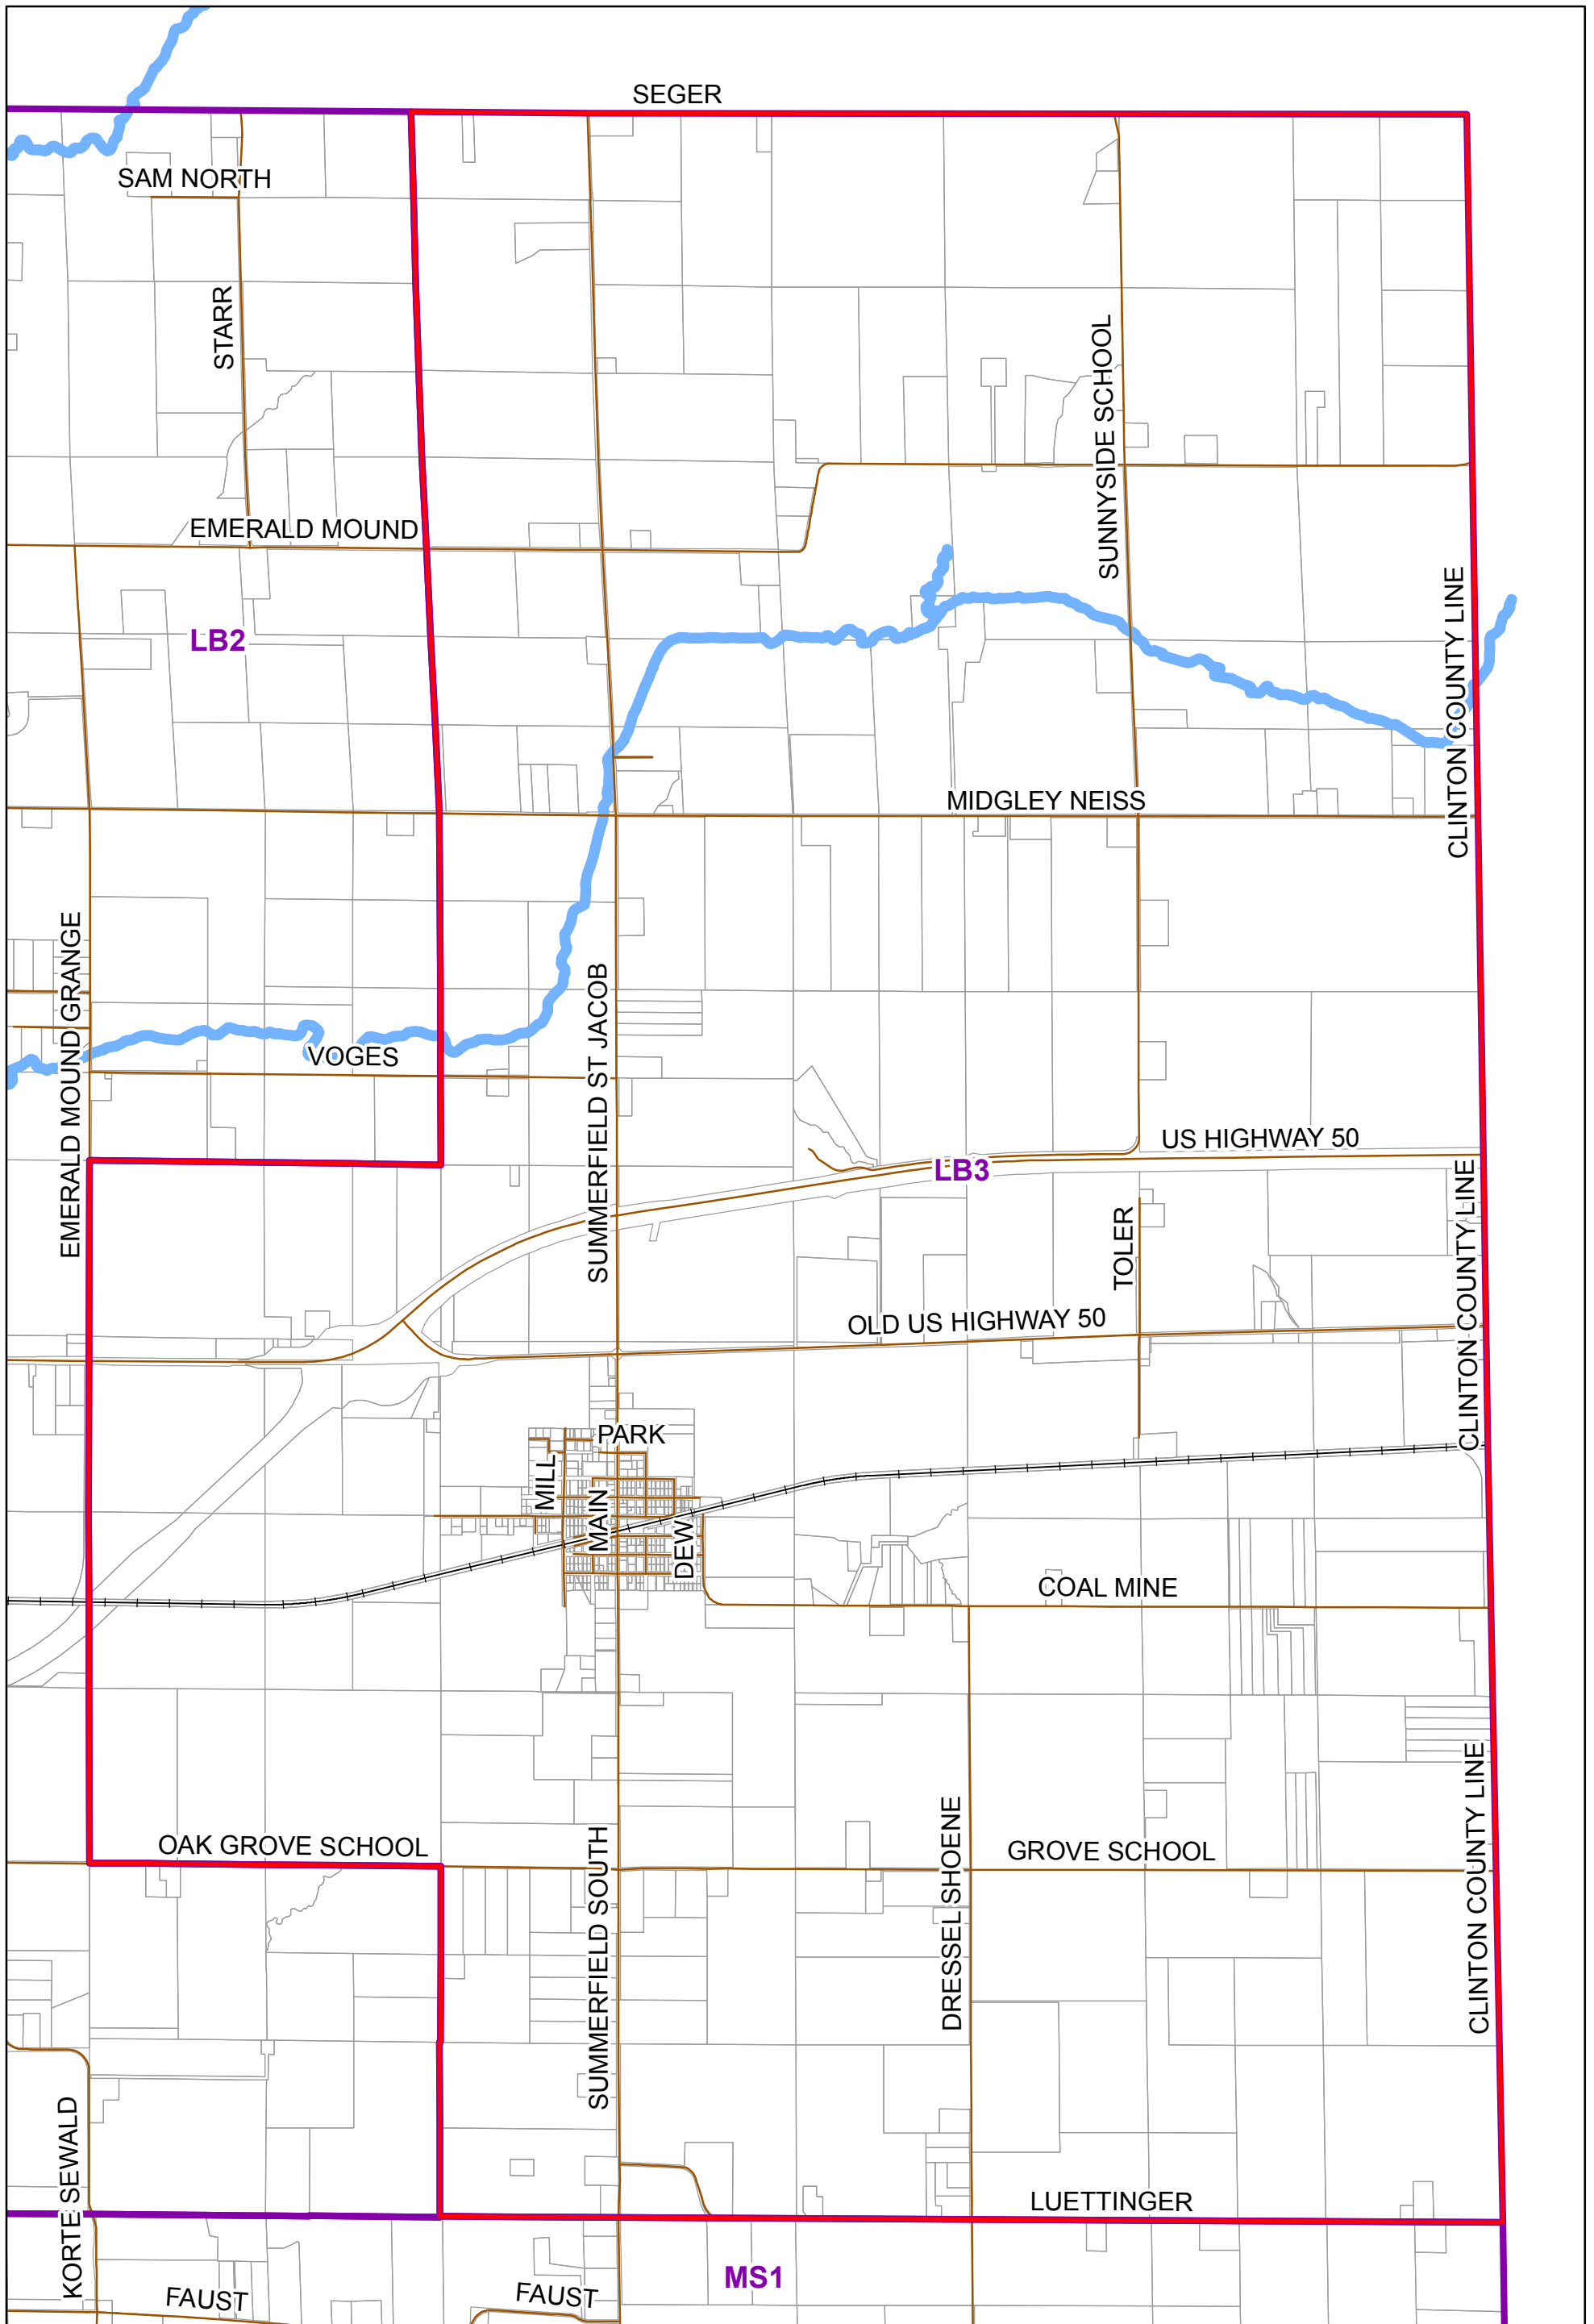 SEGER
SAM NORTH
STARR
SUNNYSIDE SCHOOL
EMERALD MOUND
LB2
CLINTON COUNTY LINE
MIDGLEY NEISS
EMERALD MOUND GRANGE
SUMMERFIELD ST JACOB
VOGES
US HIGHWAY 50
LB3
CLINTON COUNTY LINE
TOLER
OLD US HIGHWAY 50
PARK
MILL
MAIN
DEW
COAL MINE
CLINTON COUNTY LINE
DRESSEL SHOENE
OAK GROVE SCHOOL
SUMMERFIELD SOUTH
GROVE SCHOOL
KORTE SEWALD
LUETTINGER
MS1
FAUST
FAUST